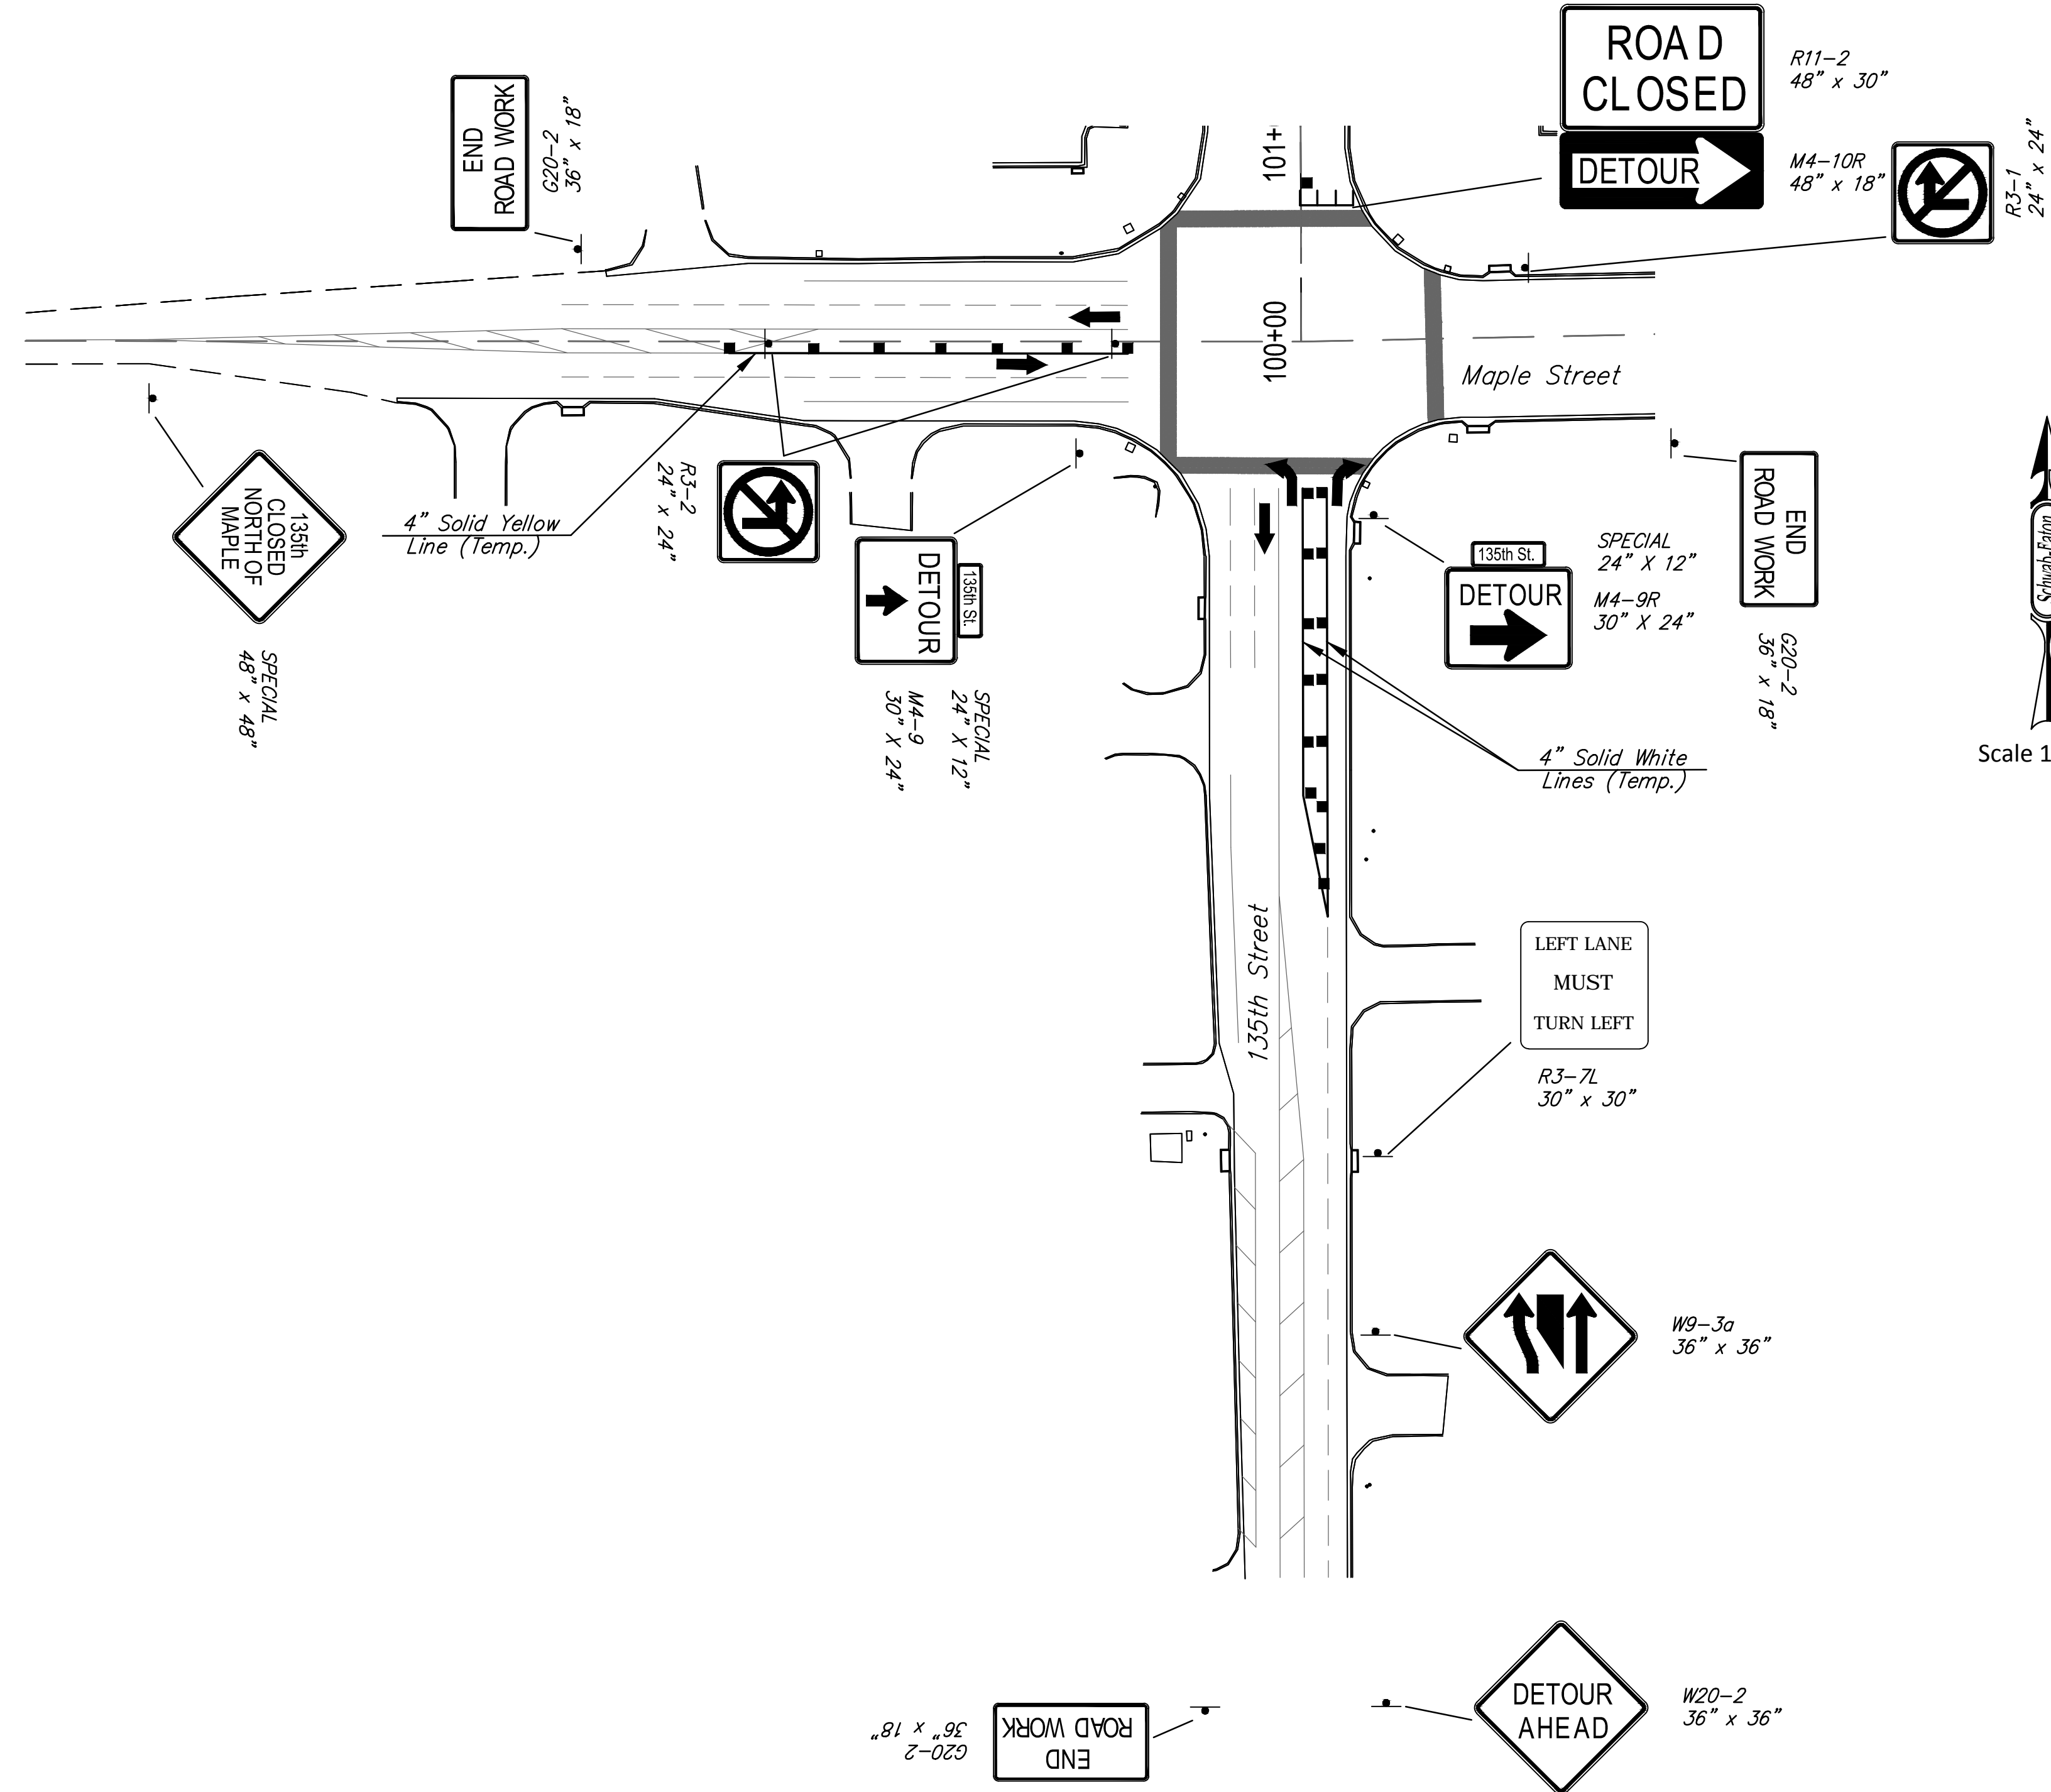 ROAD
CLOSED
R11-2
48" x 30"
DETOUR
M4-10R
48" x 18"
R3-1
24" x 24"
END
ROAD WORK
G20-2
36" x 18"
101+
100+00
Maple Street
135th
CLOSED
NORTH OF
MAPLE
SPECIAL
48" x 48"
4" Solid Yellow
Line (Temp.)
R3-2
24" x 24"
135th St.
DETOUR
SPECIAL
24" X 12"
M4-9
30" X 24"
135th St.
DETOUR
SPECIAL
24" X 12"
M4-9R
30" X 24"
END
ROAD WORK
G20-2
36" x 18"
Scale 1
4" Solid White
Lines (Temp.)
135th Street
LEFT LANE
MUST
TURN LEFT
R3-7L
30" x 30"
W9-3a
36" x 36"
DETOUR
AHEAD
W20-2
36" x 36"
END
ROAD WORK
G20-2
36" x 18"